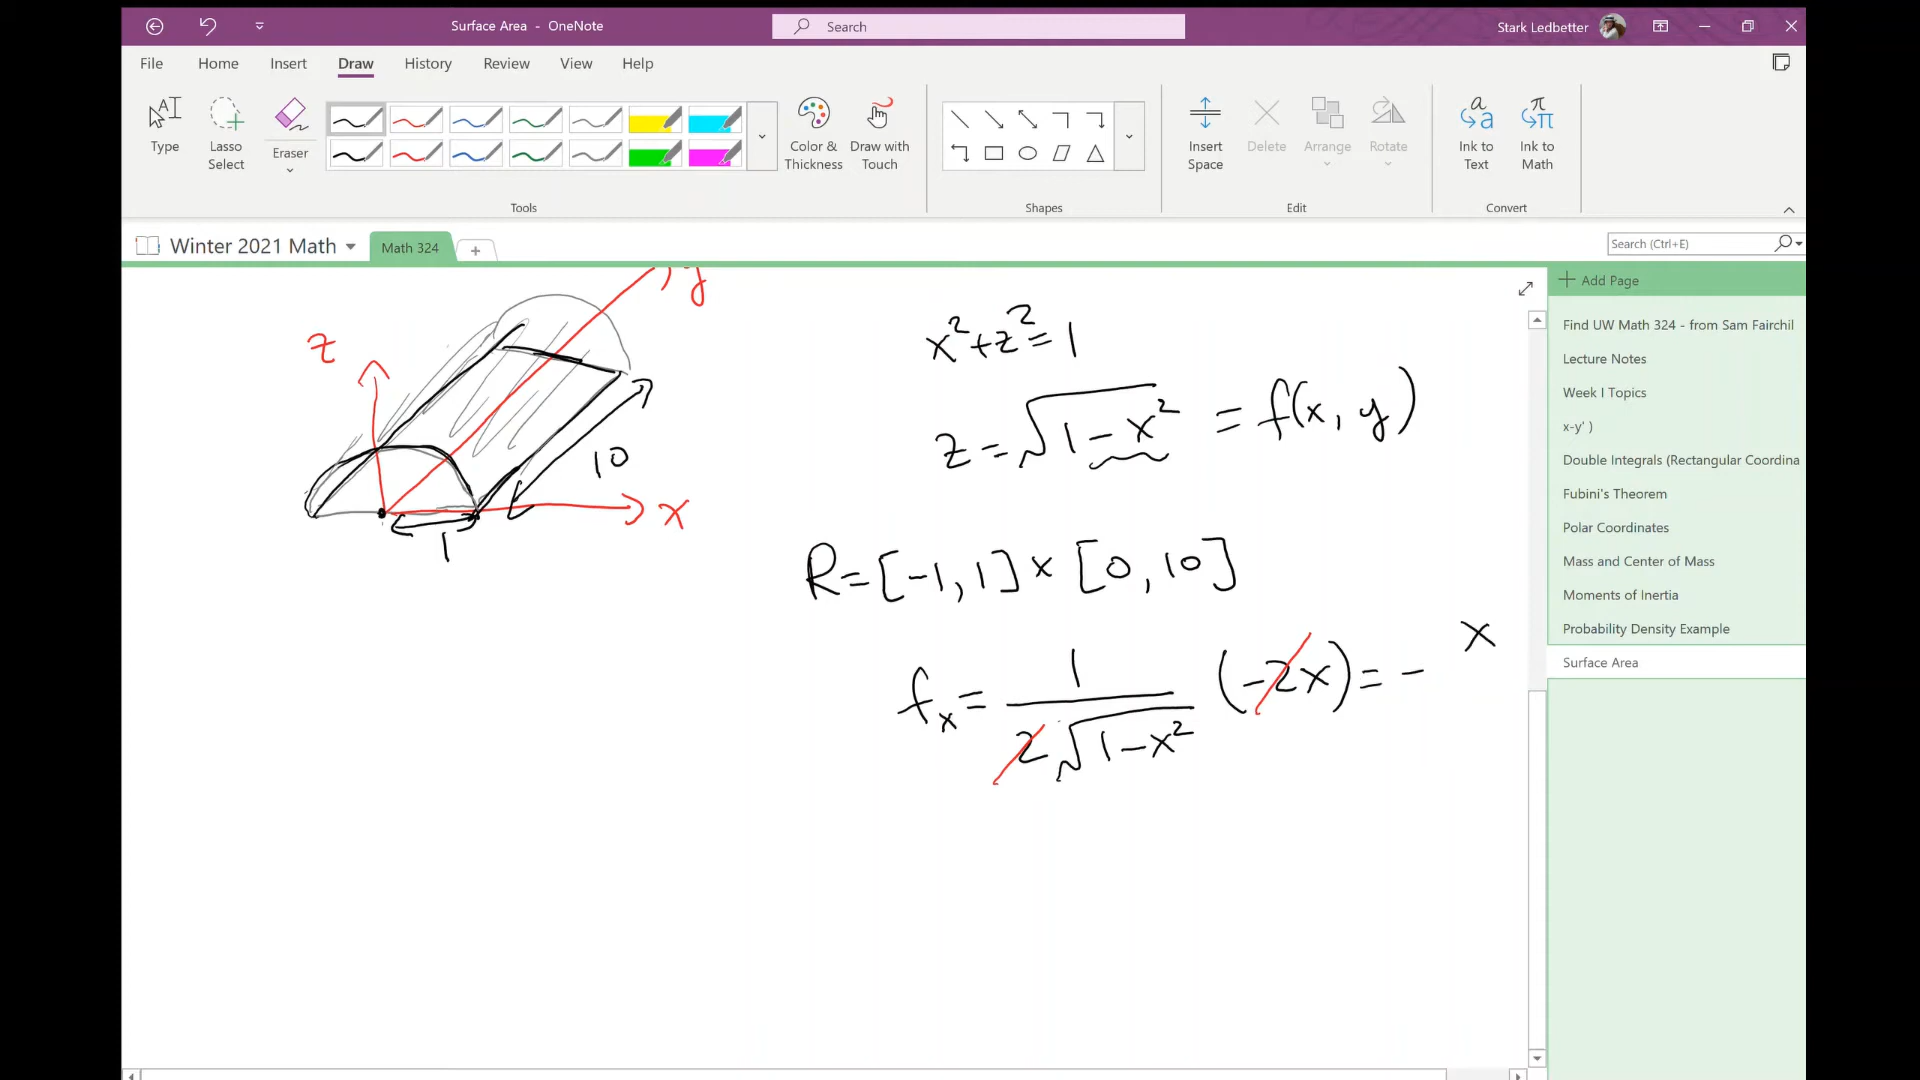 Surface Area - OneNote
Search
Stark Ledbetter
File Home Insert Draw History Review View Help
Type
Lasso Select
Eraser
Color & Thickness
Draw with Touch
Insert Space
Delete
Arrange
Rotate
Ink to Text
Ink to Math
Tools
Shapes
Edit
Convert
Winter 2021 Math
Math 324
+
Search (Ctrl+E)
Add Page
Find UW Math 324 - from Sam Fairchil
Lecture Notes
Week I Topics
x-y' )
Double Integrals (Rectangular Coordina
Fubini's Theorem
Polar Coordinates
Mass and Center of Mass
Moments of Inertia
Probability Density Example
Surface Area
y
z
10
x
1
x²+z²=1
z=√(1-x²) = f(x, y)
R=[-1,1]×[0,10]
fₓ= 1/(2√(1-x²)) (-2x)= - x